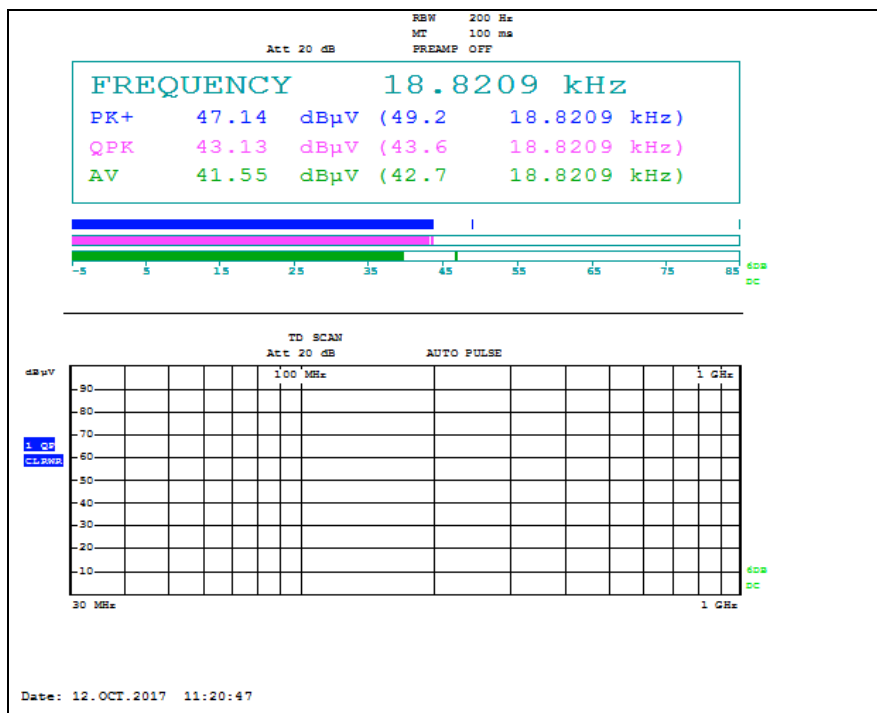 RBW 200 Hz
MT 100 ms
Att 20 dB PREAMP OFF
FREQUENCY 18.8209 kHz
PK+ 47.14 dBµV (49.2 18.8209 kHz)
QPK 43.13 dBµV (43.6 18.8209 kHz)
AV 41.55 dBµV (42.7 18.8209 kHz)
-5 5 15 25 35 45 55 65 75 85
6DB
DC
TD SCAN
Att 20 dB AUTO PULSE
dBµV
100 MHz 1 GHz
90
80
70
1 QP
60
CLRWR
50
40
30
20
10
6DB
DC
30 MHz 1 GHz
Date: 12.OCT.2017 11:20:47